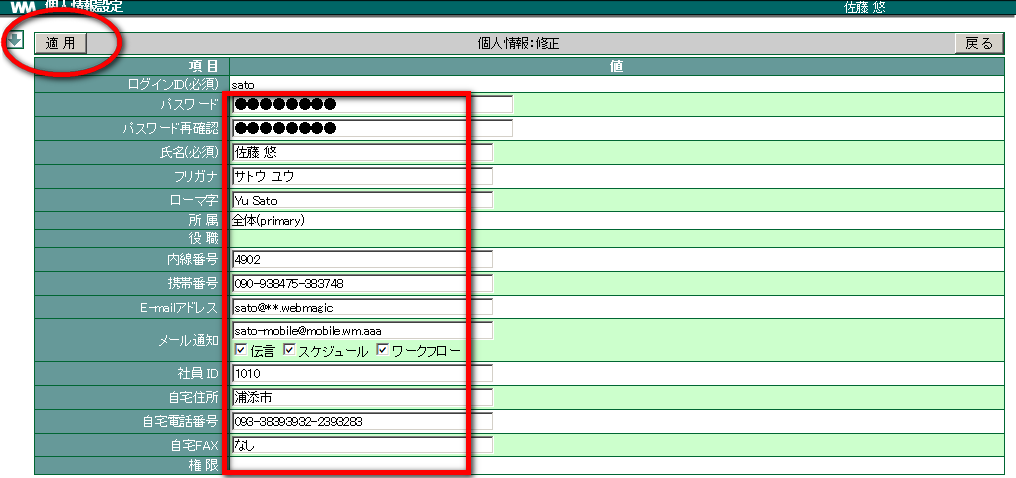 WM 個人情報設定 佐藤 悠
適 用 個人情報:修正 戻 る
項 目 値
ログインID(必須) sato
パスワード ●●●●●●●●
パスワード再確認 ●●●●●●●●
氏名(必須) 佐藤 悠
フリガナ サトウ ユウ
ローマ字 Yu Sato
所 属 全体(primary)
役 職
内線番号 4902
携帯番号 090-938475-383748
E-mailアドレス sato@**.webmagic
メール通知 sato-mobile@mobile.wm.aaa
伝言 スケジュール ワークフロー
社員 ID 1010
自宅住所 浦添市
自宅電話番号 093-38393932-2393283
自宅FAX なし
権 限